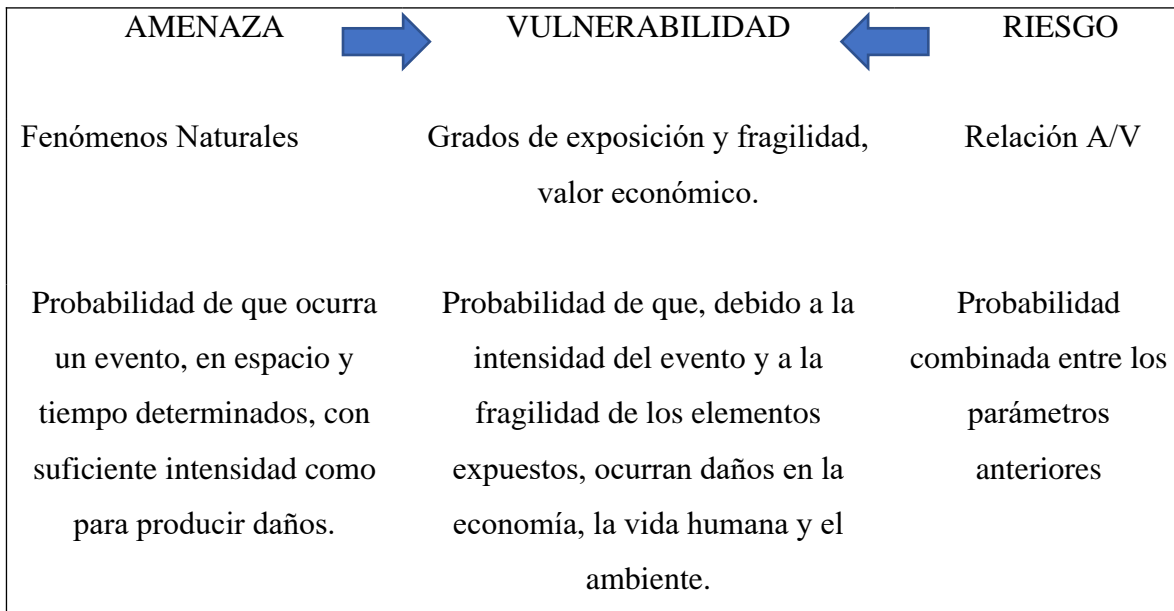 AMENAZA
VULNERABILIDAD
RIESGO
Fenómenos Naturales
Grados de exposición y fragilidad,
valor económico.
Relación A/V
Probabilidad de que ocurra
un evento, en espacio y
tiempo determinados, con
suficiente intensidad como
para producir daños.
Probabilidad de que, debido a la
intensidad del evento y a la
fragilidad de los elementos
expuestos, ocurran daños en la
economía, la vida humana y el
ambiente.
Probabilidad
combinada entre los
parámetros
anteriores